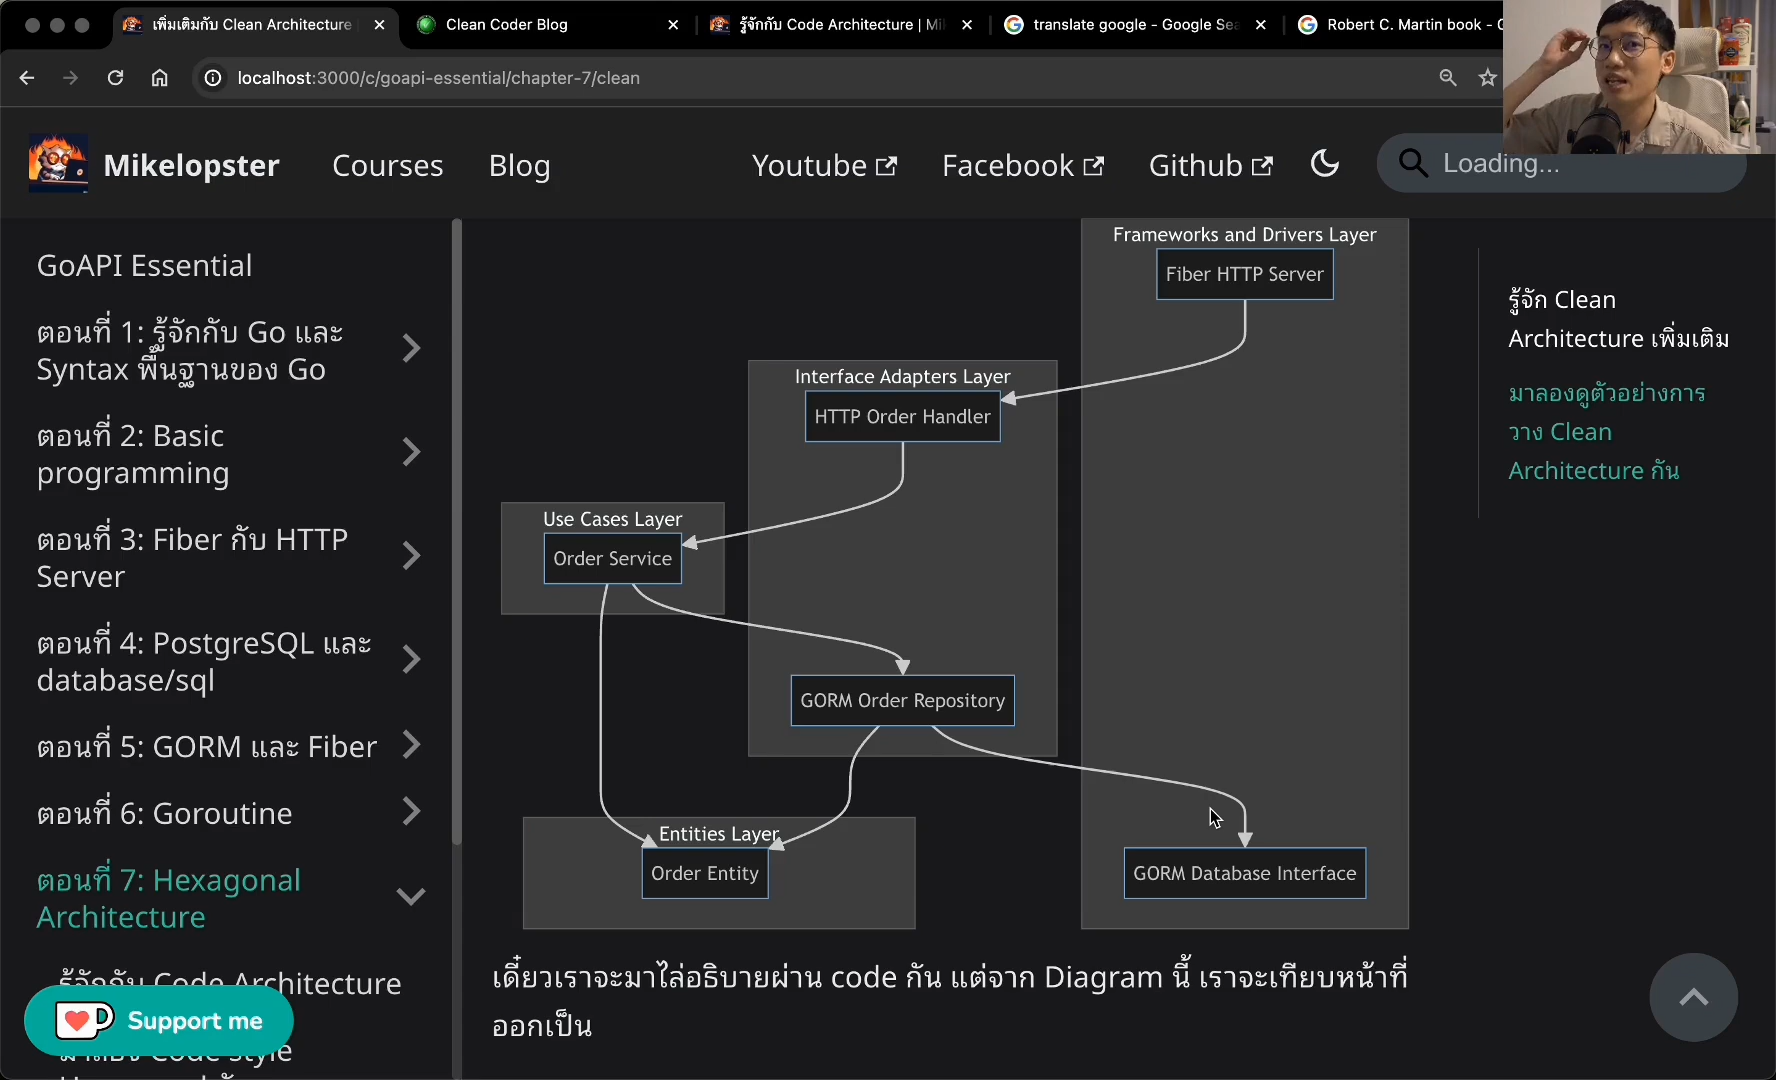 เพิ่มเติมกับ Clean Architecture
Clean Coder Blog
รู้จักกับ Code Architecture | Mi
translate google - Google Sea
Robert C. Martin book - G
localhost:3000/c/goapi-essential/chapter-7/clean
Mikelopster
Courses
Blog
Youtube
Facebook
Github
Loading...
GoAPI Essential
ตอนที่ 1: รู้จักกับ Go และ
Syntax พื้นฐานของ Go
ตอนที่ 2: Basic
programming
ตอนที่ 3: Fiber กับ HTTP
Server
ตอนที่ 4: PostgreSQL และ
database/sql
ตอนที่ 5: GORM และ Fiber
ตอนที่ 6: Goroutine
ตอนที่ 7: Hexagonal
Architecture
รู้จักกับ Code Architecture
Support me
Frameworks and Drivers Layer
Fiber HTTP Server
Interface Adapters Layer
HTTP Order Handler
Use Cases Layer
Order Service
GORM Order Repository
Entities Layer
Order Entity
GORM Database Interface
เดี๋ยวเราจะมาไล่อธิบายผ่าน code กัน แต่จาก Diagram นี้ เราจะเทียบหน้าที่
ออกเป็น
รู้จัก Clean
Architecture เพิ่มเติม
มาลองดูตัวอย่างการ
วาง Clean
Architecture กัน